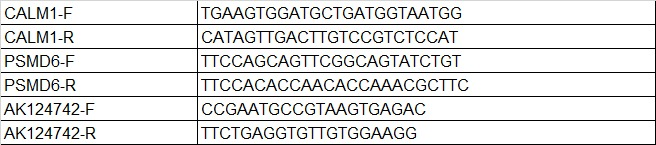 CALM1-F TGAAGTGGATGCTGATGGTAATGG
CALM1-R CATAGTTGACTTGTCCGTCTCCAT
PSMD6-F TTCCAGCAGTTCGGCAGTATCTGT
PSMD6-R TTCCACACCAACACCAAACGCTTC
AK124742-F CCGAATGCCGTAAGTGAGAC
AK124742-R TTCTGAGGTGTTGTGGAAGG